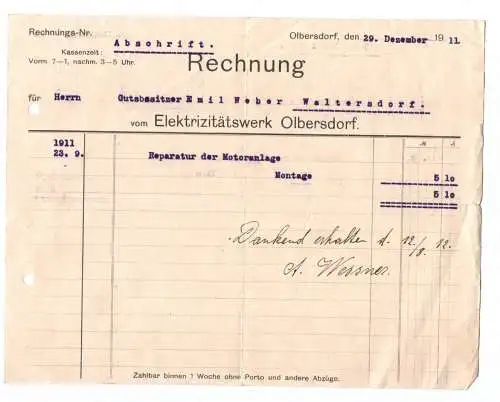 Rechnungs-Nr.
Abschrift.
Olbersdorf, den 29. Dezember 1911.
Kassenzeit:
Vorm. 7–1, nachm. 3–5 Uhr.
Rechnung
für Herrn Gutsbesitzer Emil Weber Waltersdorf.
vom Elektrizitätswerk Olbersdorf.
1911
23. 9. Reparatur der Motoranlage
Montage 5 10
5 10
Dankend erhalten d. 12/8. 12.
A. Wessner.
Zahlbar binnen 1 Woche ohne Porto und andere Abzüge.